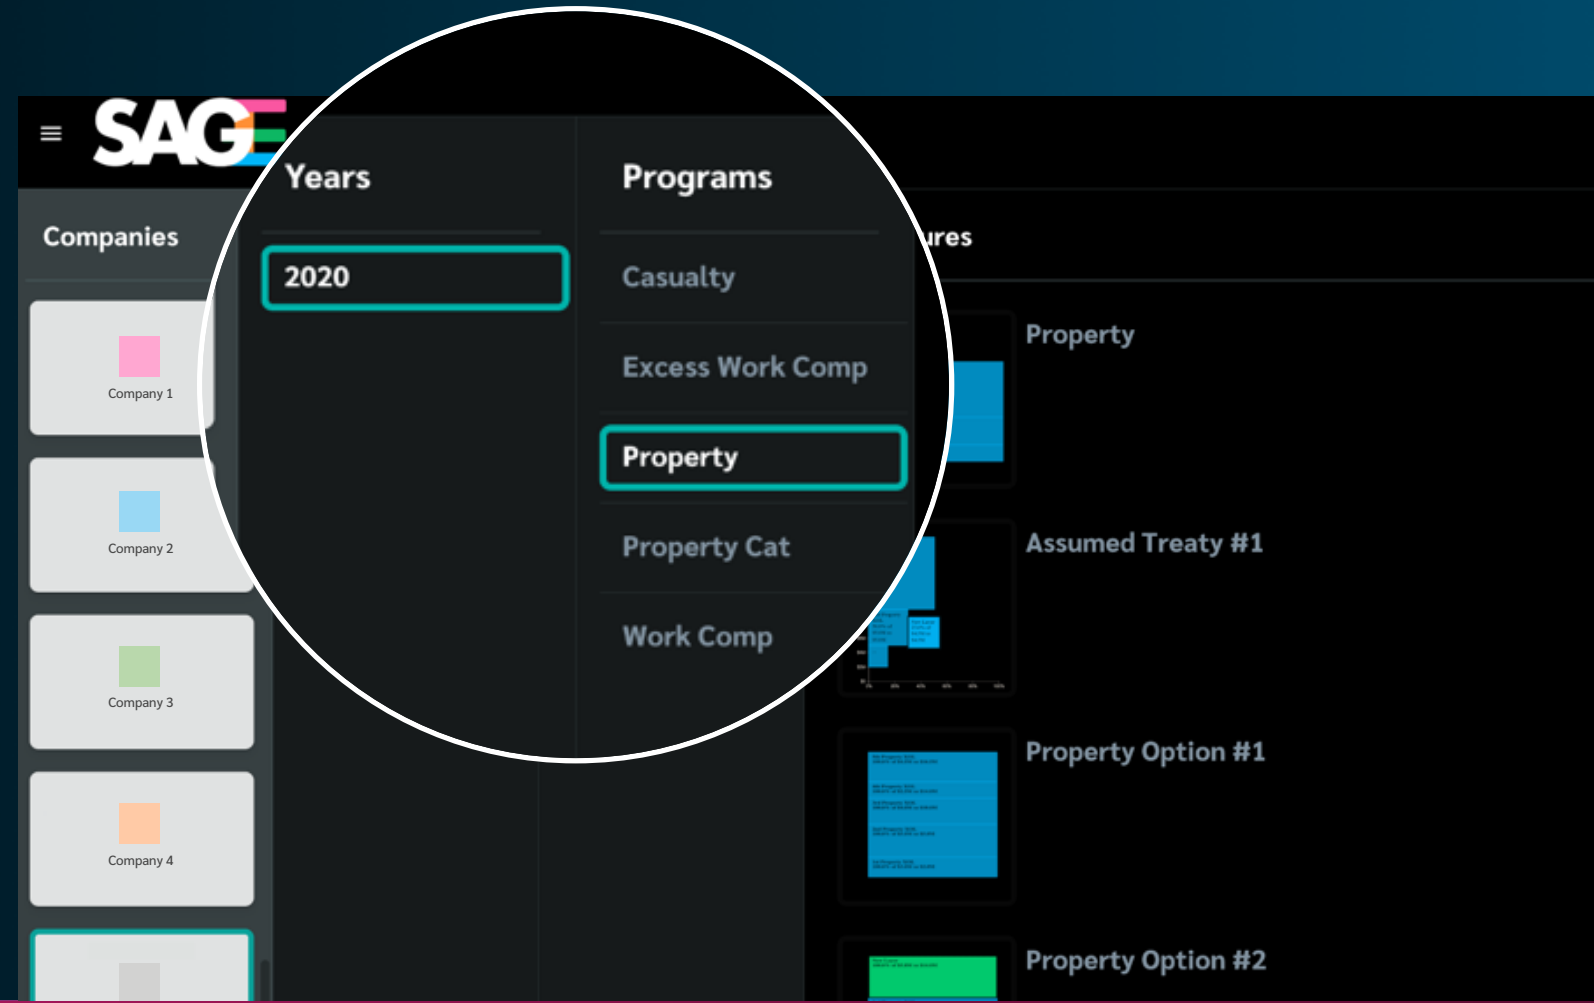 SAGE
Companies
Company 1
Company 2
Company 3
Company 4
Years
2020
Programs
Casualty
Excess Work Comp
Property
Property Cat
Work Comp
ures
Property
Assumed Treaty #1
Property Option #1
Property Option #2